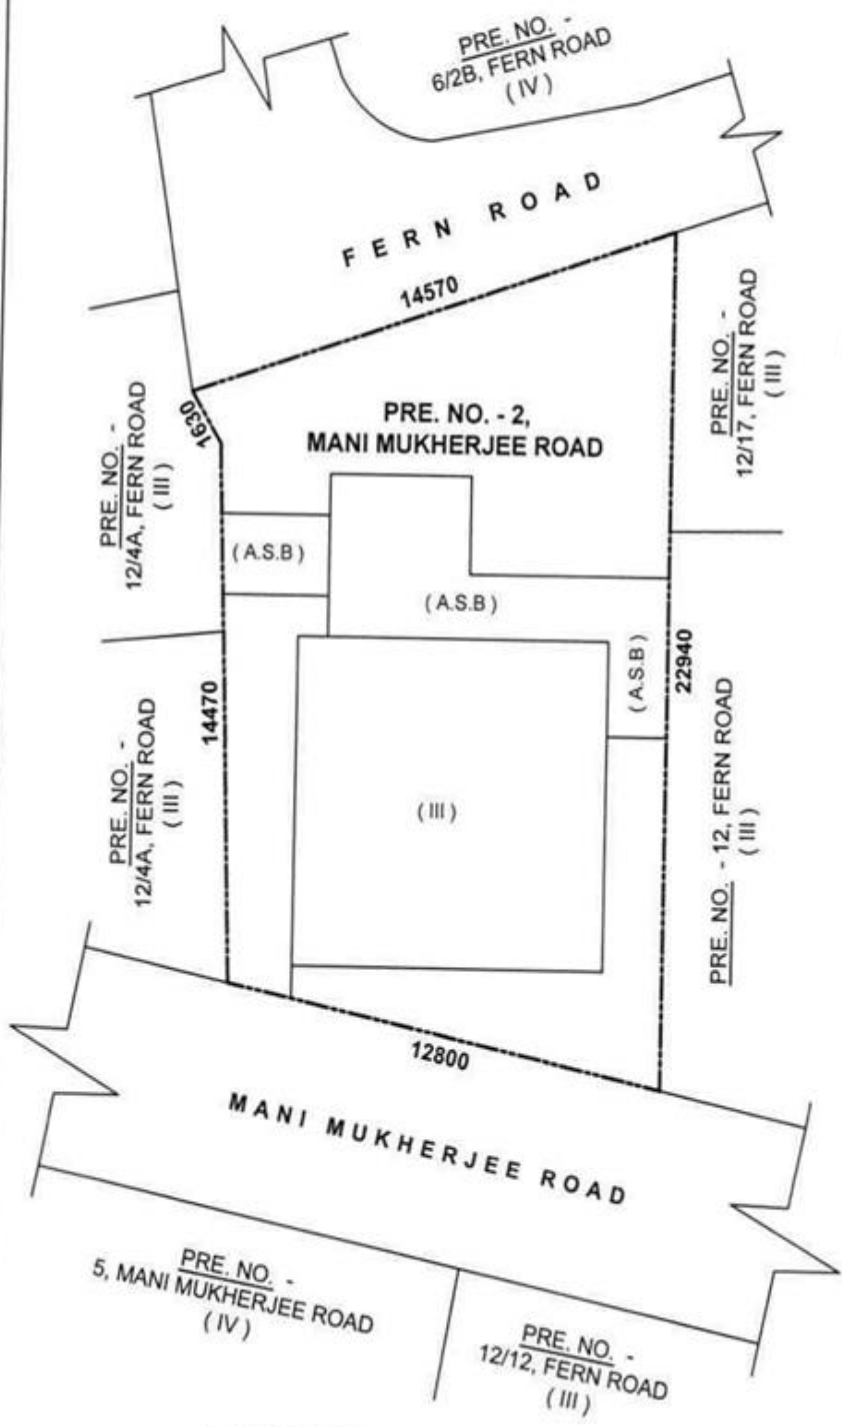 PRE. NO. -
6/2B, FERN ROAD
( IV )
FERN ROAD
14570
PRE. NO. -
12/17, FERN ROAD
( III )
1630
PRE. NO. - 2,
MANI MUKHERJEE ROAD
PRE. NO. -
12/4A, FERN ROAD
( III )
( A.S.B )
( A.S.B )
( A.S.B )
22940
14470
PRE. NO. -
12/4A, FERN ROAD
( III )
( III )
PRE. NO. - 12, FERN ROAD
( III )
12800
MANI MUKHERJEE ROAD
PRE. NO. -
5, MANI MUKHERJEE ROAD
( IV )
PRE. NO. -
12/12, FERN ROAD
( III )